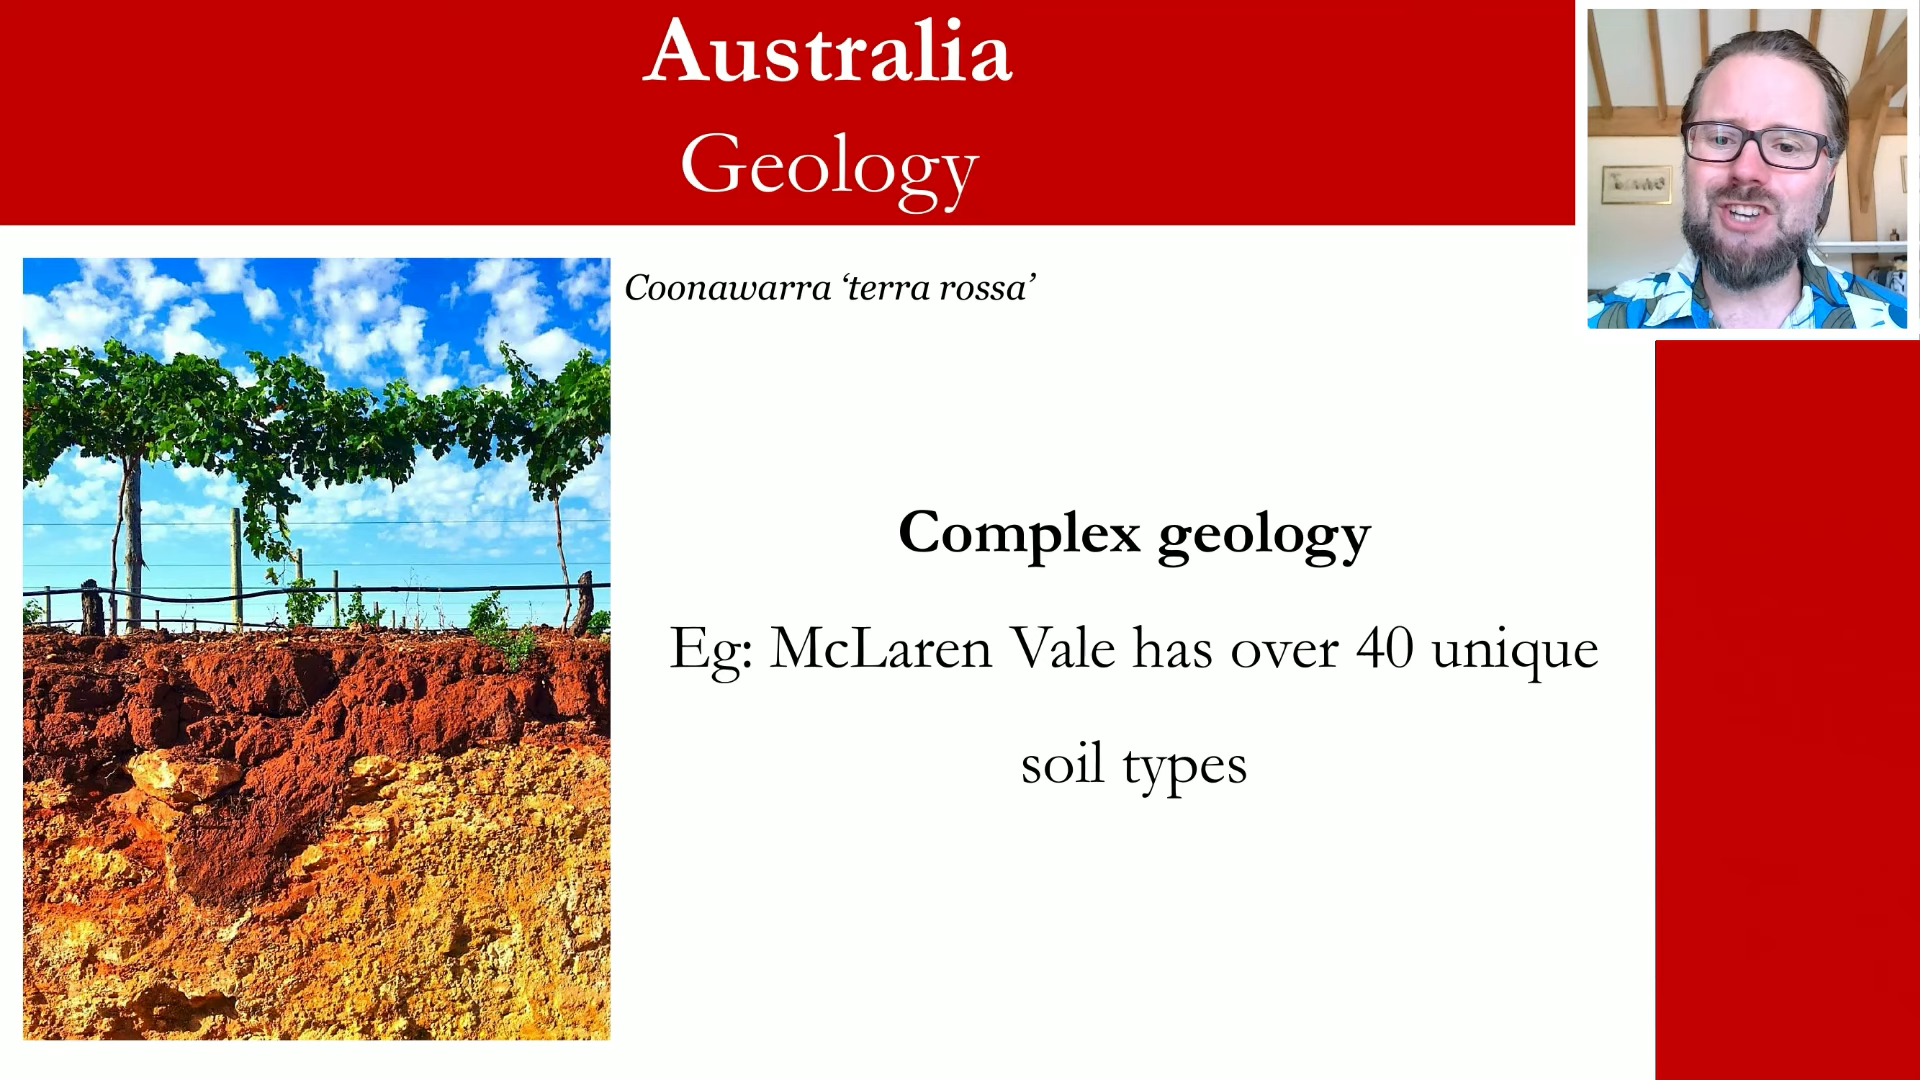 Australia
Geology
Coonawarra ‘terra rossa’
Complex geology
Eg: McLaren Vale has over 40 unique
soil types